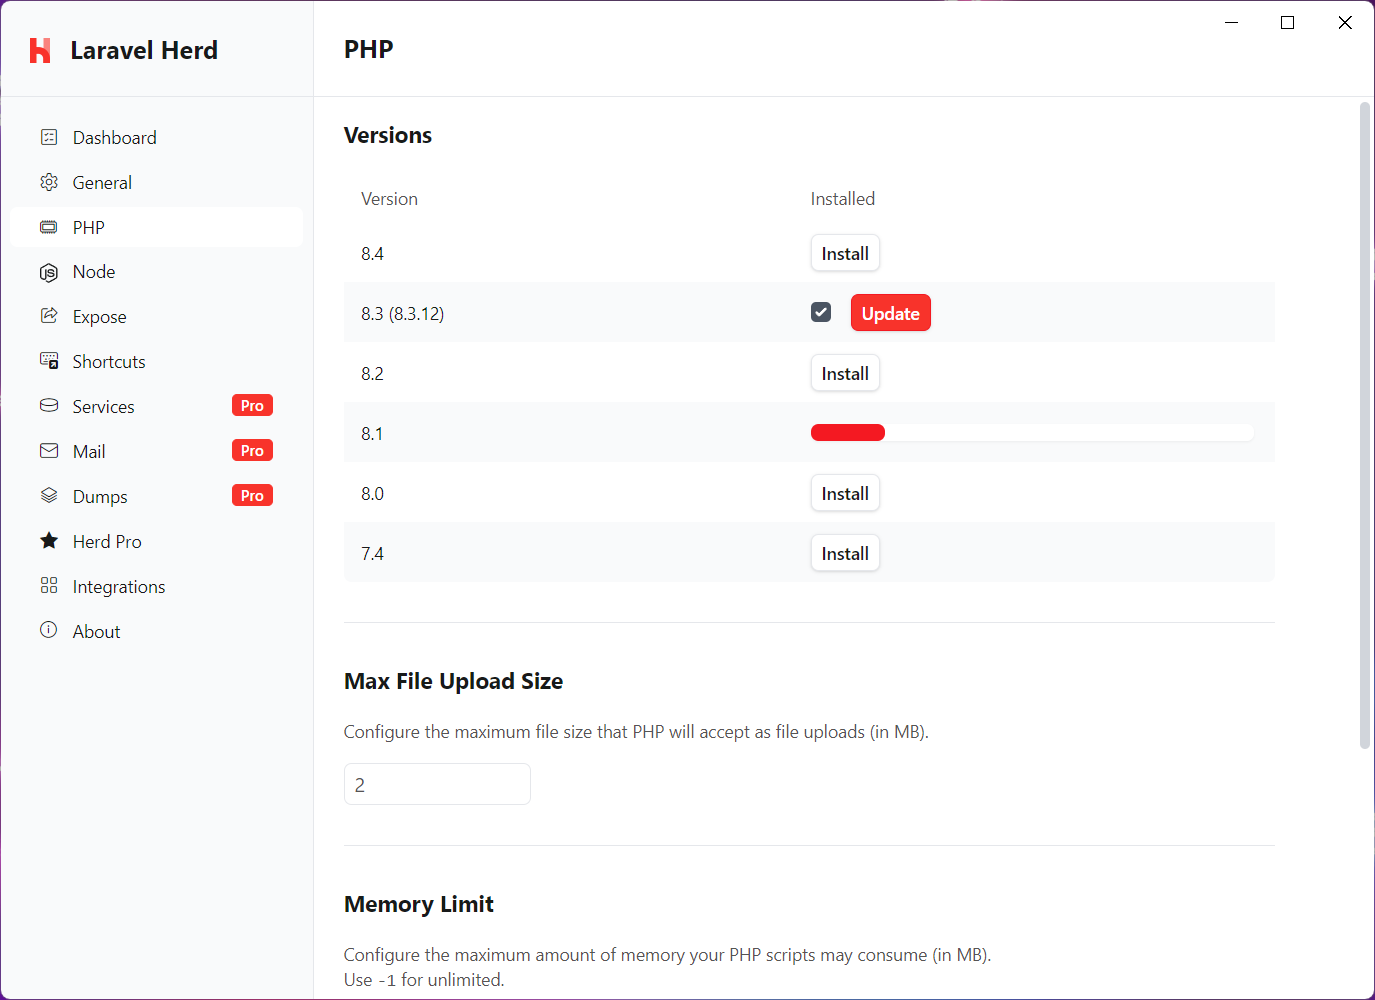 Laravel Herd
PHP
Dashboard
General
PHP
Node
Expose
Shortcuts
Services Pro
Mail Pro
Dumps Pro
Herd Pro
Integrations
About
Versions
Version Installed
8.4 Install
8.3 (8.3.12) Update
8.2 Install
8.1
8.0 Install
7.4 Install
Max File Upload Size
Configure the maximum file size that PHP will accept as file uploads (in MB).
2
Memory Limit
Configure the maximum amount of memory your PHP scripts may consume (in MB).
Use -1 for unlimited.